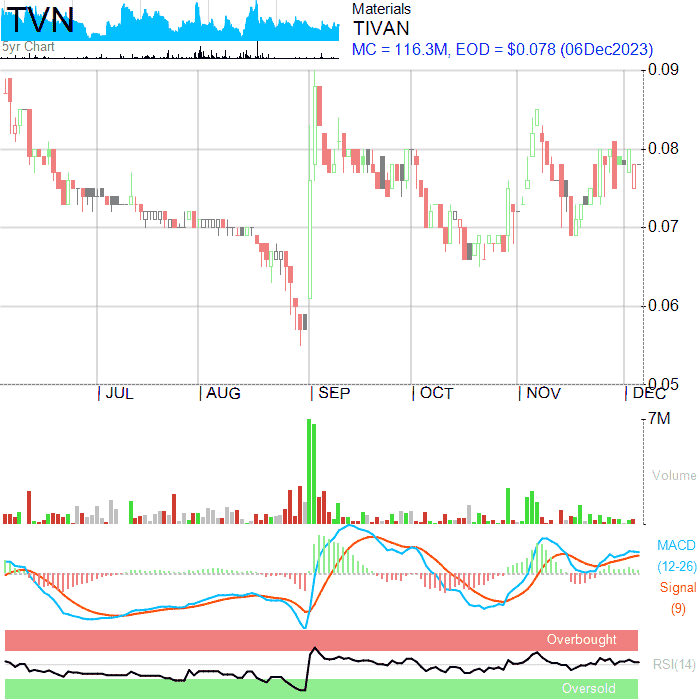 TVN
5yr Chart
Materials
TIVAN
MC = 116.3M, EOD = $0.078 (06Dec2023)
0.09
0.08
0.07
0.06
0.05
JUL AUG SEP OCT NOV DEC
7M
Volume
MACD
(12-26)
Signal
(9)
Overbought
RSI(14)
Oversold